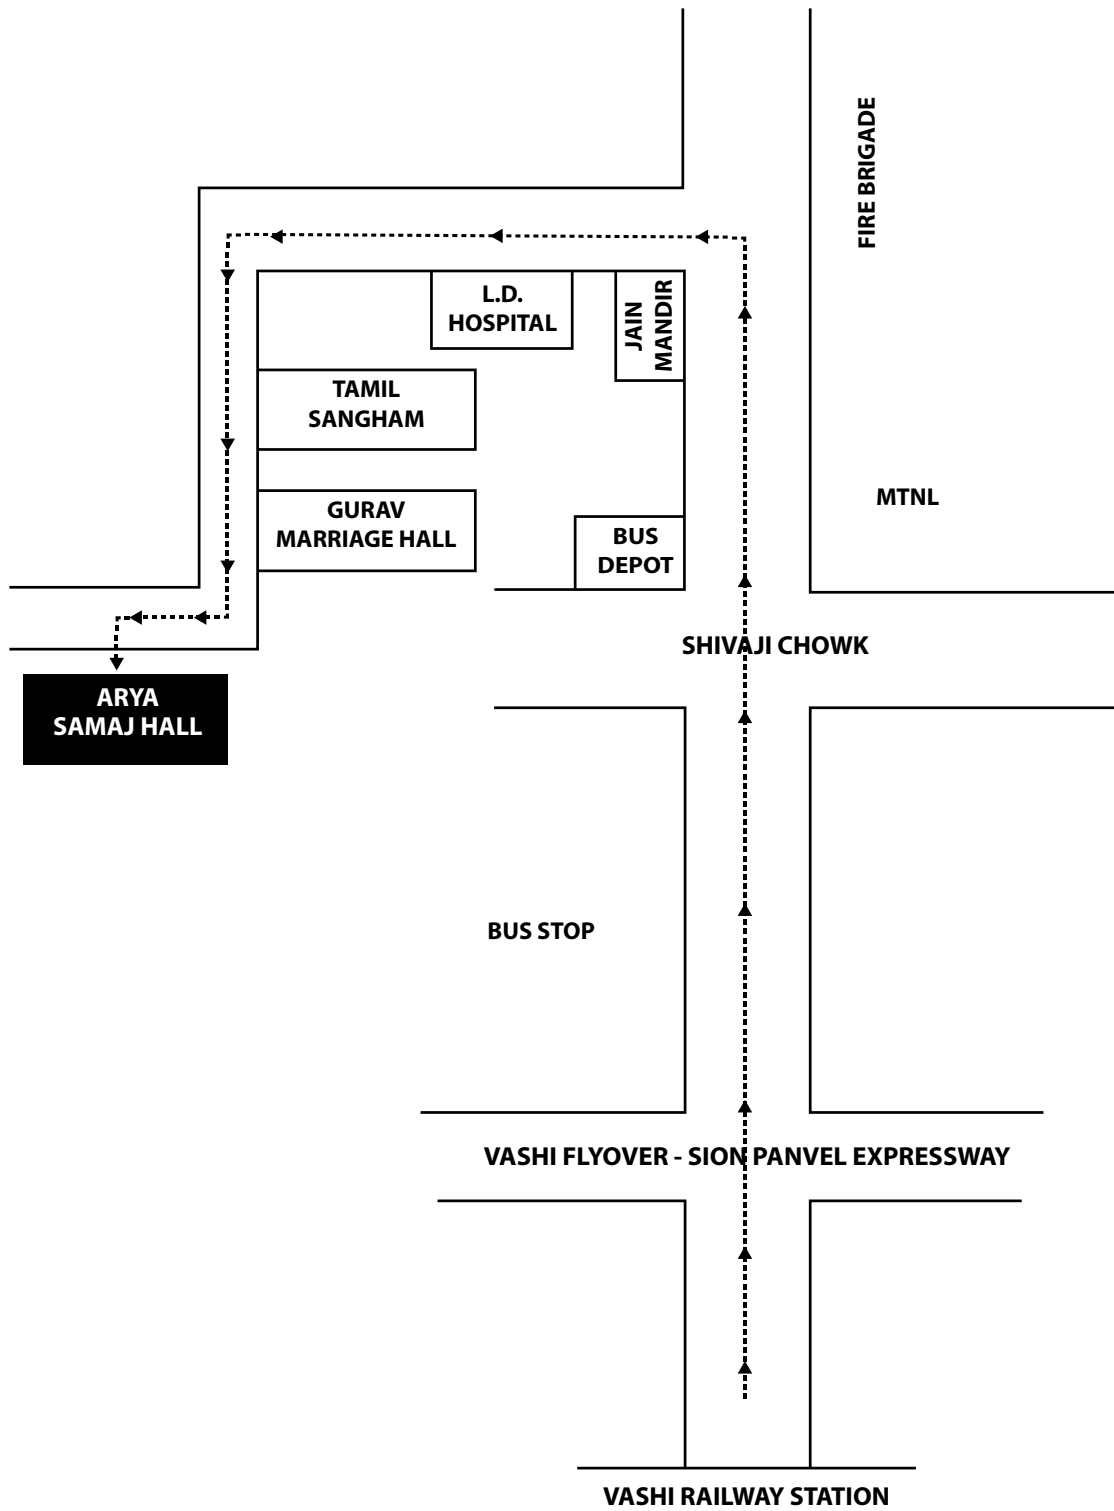 FIRE BRIGADE
L.D.
HOSPITAL
JAIN
MANDIR
TAMIL
SANGHAM
GURAV
MARRIAGE HALL
BUS
DEPOT
MTNL
SHIVAJI CHOWK
ARYA
SAMAJ HALL
BUS STOP
VASHI FLYOVER - SION PANVEL EXPRESSWAY
VASHI RAILWAY STATION